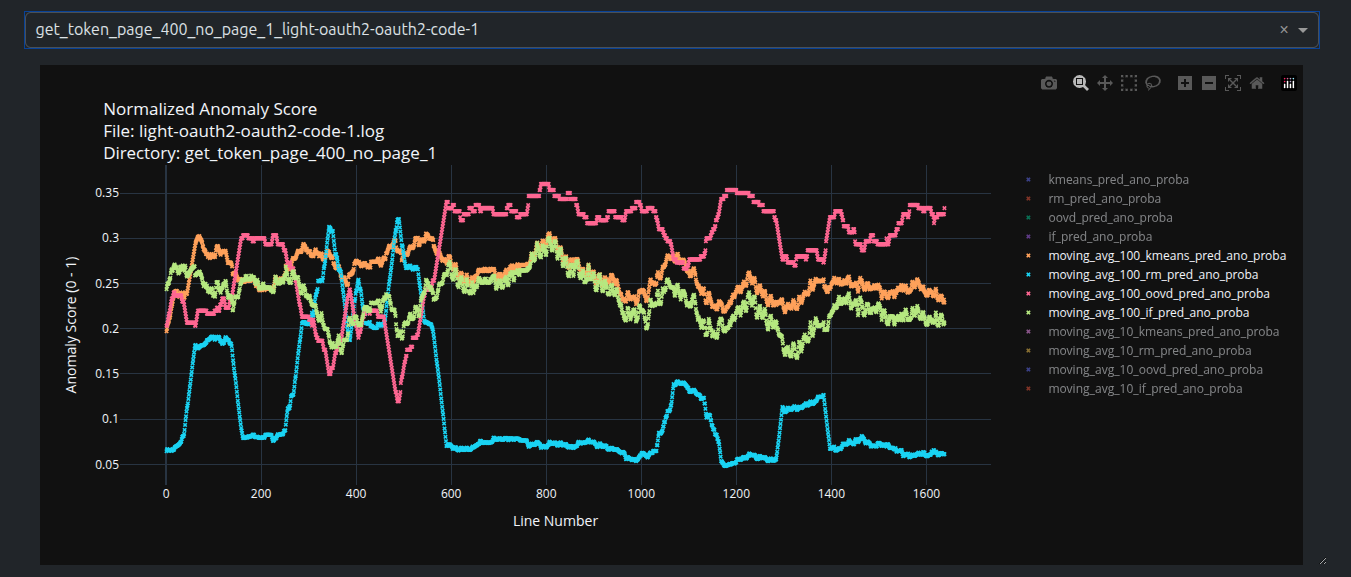 get_token_page_400_no_page_1_light-oauth2-oauth2-code-1
Normalized Anomaly Score
File: light-oauth2-oauth2-code-1.log
Directory: get_token_page_400_no_page_1
0.35
0.3
0.25
0.2
0.15
0.1
0.05
Anomaly Score (0 - 1)
0 200 400 600 800 1000 1200 1400 1600
Line Number
kmeans_pred_ano_proba
rm_pred_ano_proba
oovd_pred_ano_proba
if_pred_ano_proba
moving_avg_100_kmeans_pred_ano_proba
moving_avg_100_rm_pred_ano_proba
moving_avg_100_oovd_pred_ano_proba
moving_avg_100_if_pred_ano_proba
moving_avg_10_kmeans_pred_ano_proba
moving_avg_10_rm_pred_ano_proba
moving_avg_10_oovd_pred_ano_proba
moving_avg_10_if_pred_ano_proba